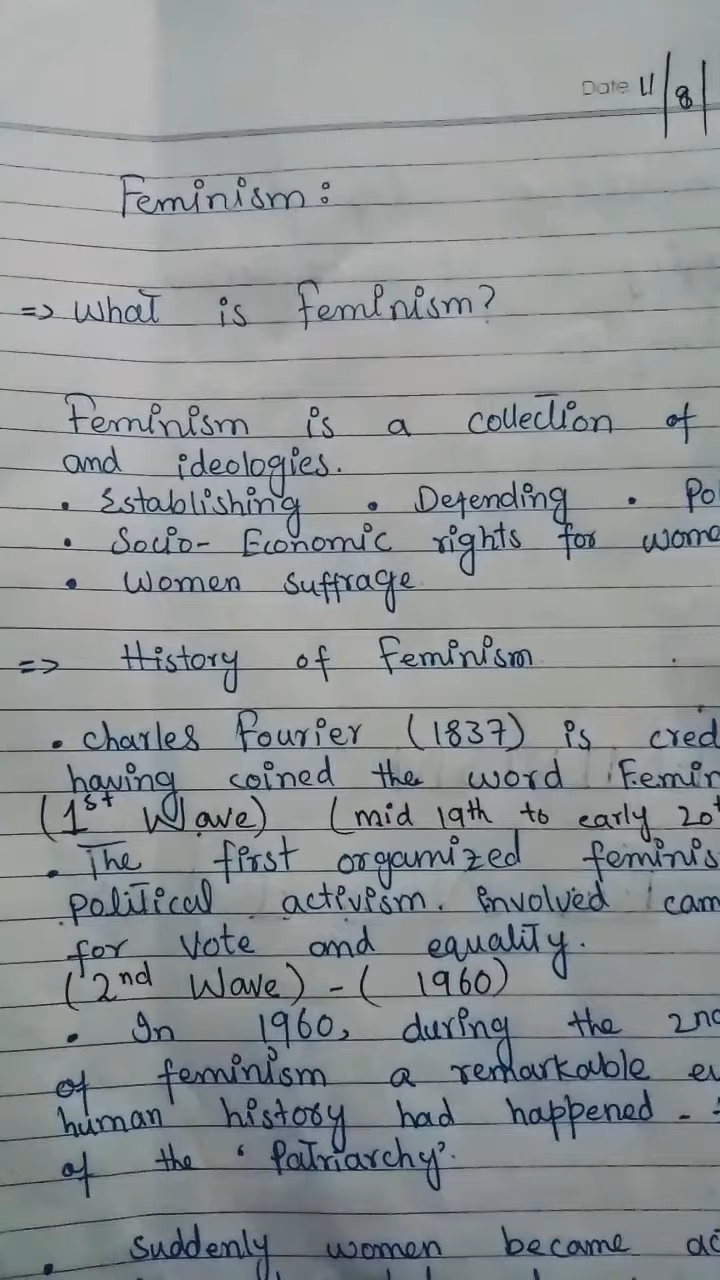 Date 11/8/
Feminism:
=> What is feminism?
Feminism is a collection of
and ideologies.
• Establishing • Defending • Po
• Socio-Economic rights for wome
• Women suffrage
=> History of Feminism
• Charles Fourier (1837) is cred
having coined the word Femin
(1st Wave) (mid 19th to early 20t
• The first organized feminis
political activism. involved cam
for vote and equality.
(2nd Wave) - ( 1960)
• In 1960, during the 2nd
of feminism a remarkable ev
human history had happened -
of the 'Patriarchy'.
• suddenly women became ac